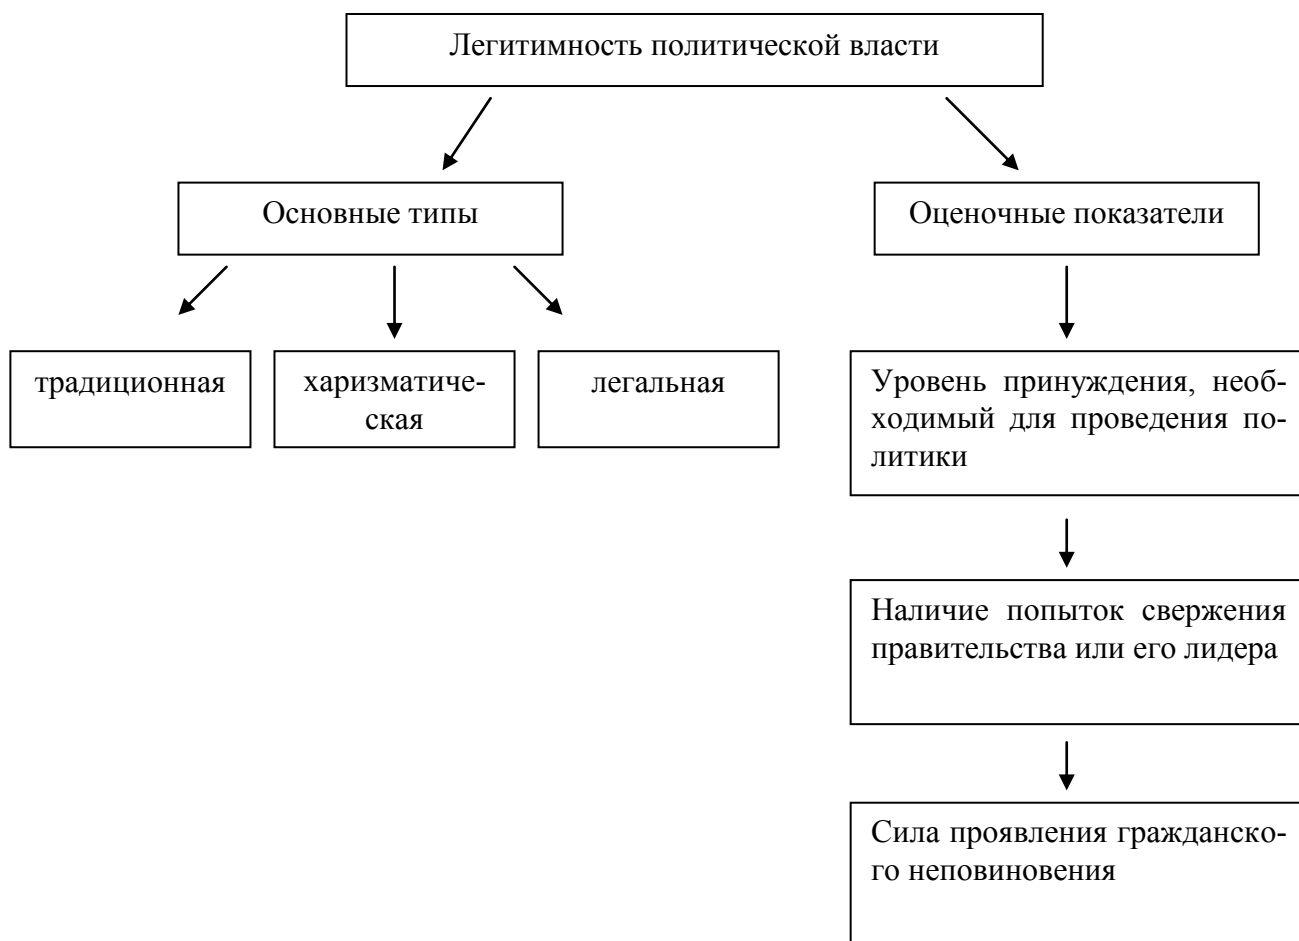 Легитимность политической власти
Основные типы
Оценочные показатели
традиционная
харизматиче-
ская
легальная
Уровень принуждения, необ-
ходимый для проведения по-
литики
Наличие попыток свержения
правительства или его лидера
Сила проявления гражданско-
го неповиновения